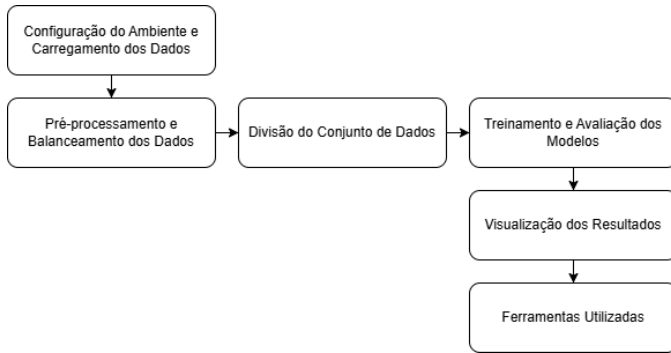 Configuração do Ambiente e
Carregamento dos Dados
Pré-processamento e
Balanceamento dos Dados
Divisão do Conjunto de Dados
Treinamento e Avaliação dos
Modelos
Visualização dos Resultados
Ferramentas Utilizadas